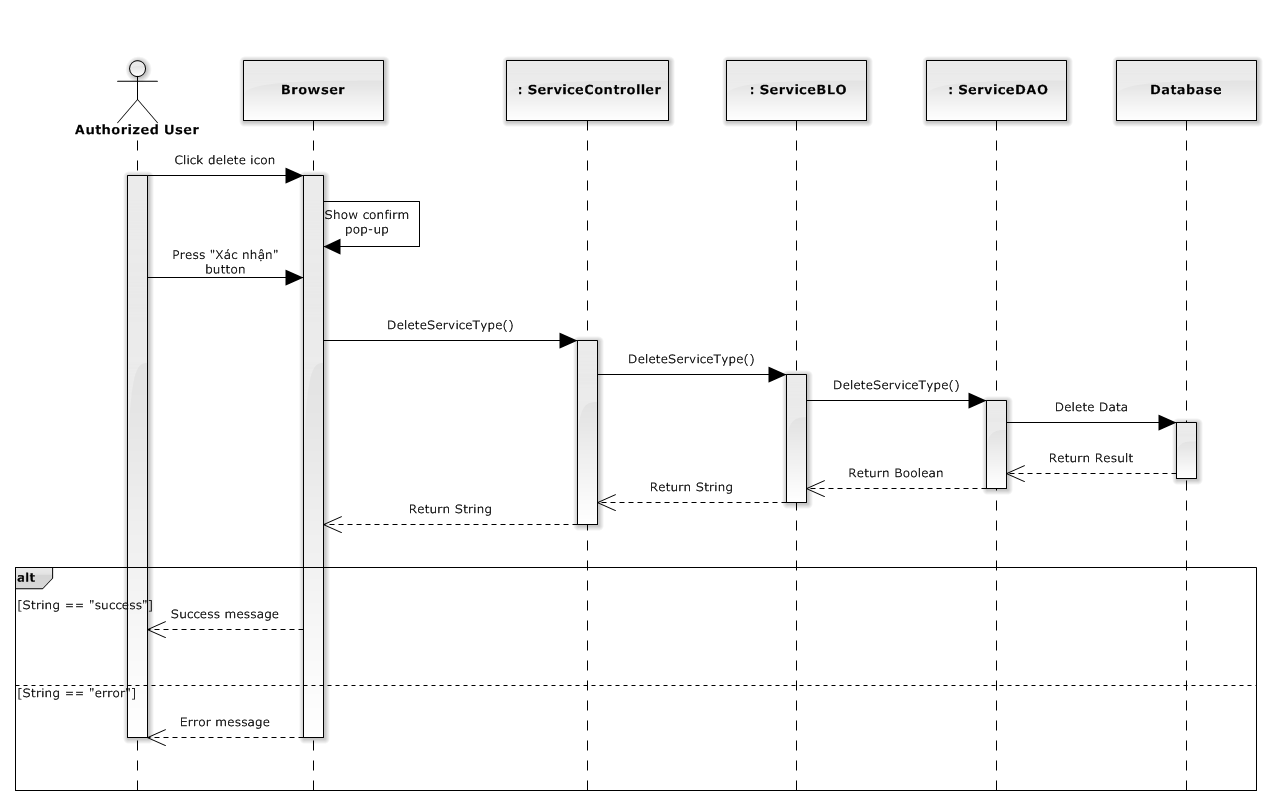 Authorized User
Browser
: ServiceController
: ServiceBLO
: ServiceDAO
Database
Click delete icon
Show confirm
pop-up
Press "Xác nhận"
button
DeleteServiceType()
DeleteServiceType()
DeleteServiceType()
Delete Data
Return Result
Return Boolean
Return String
Return String
alt
[String == "success"]
Success message
[String == "error"]
Error message